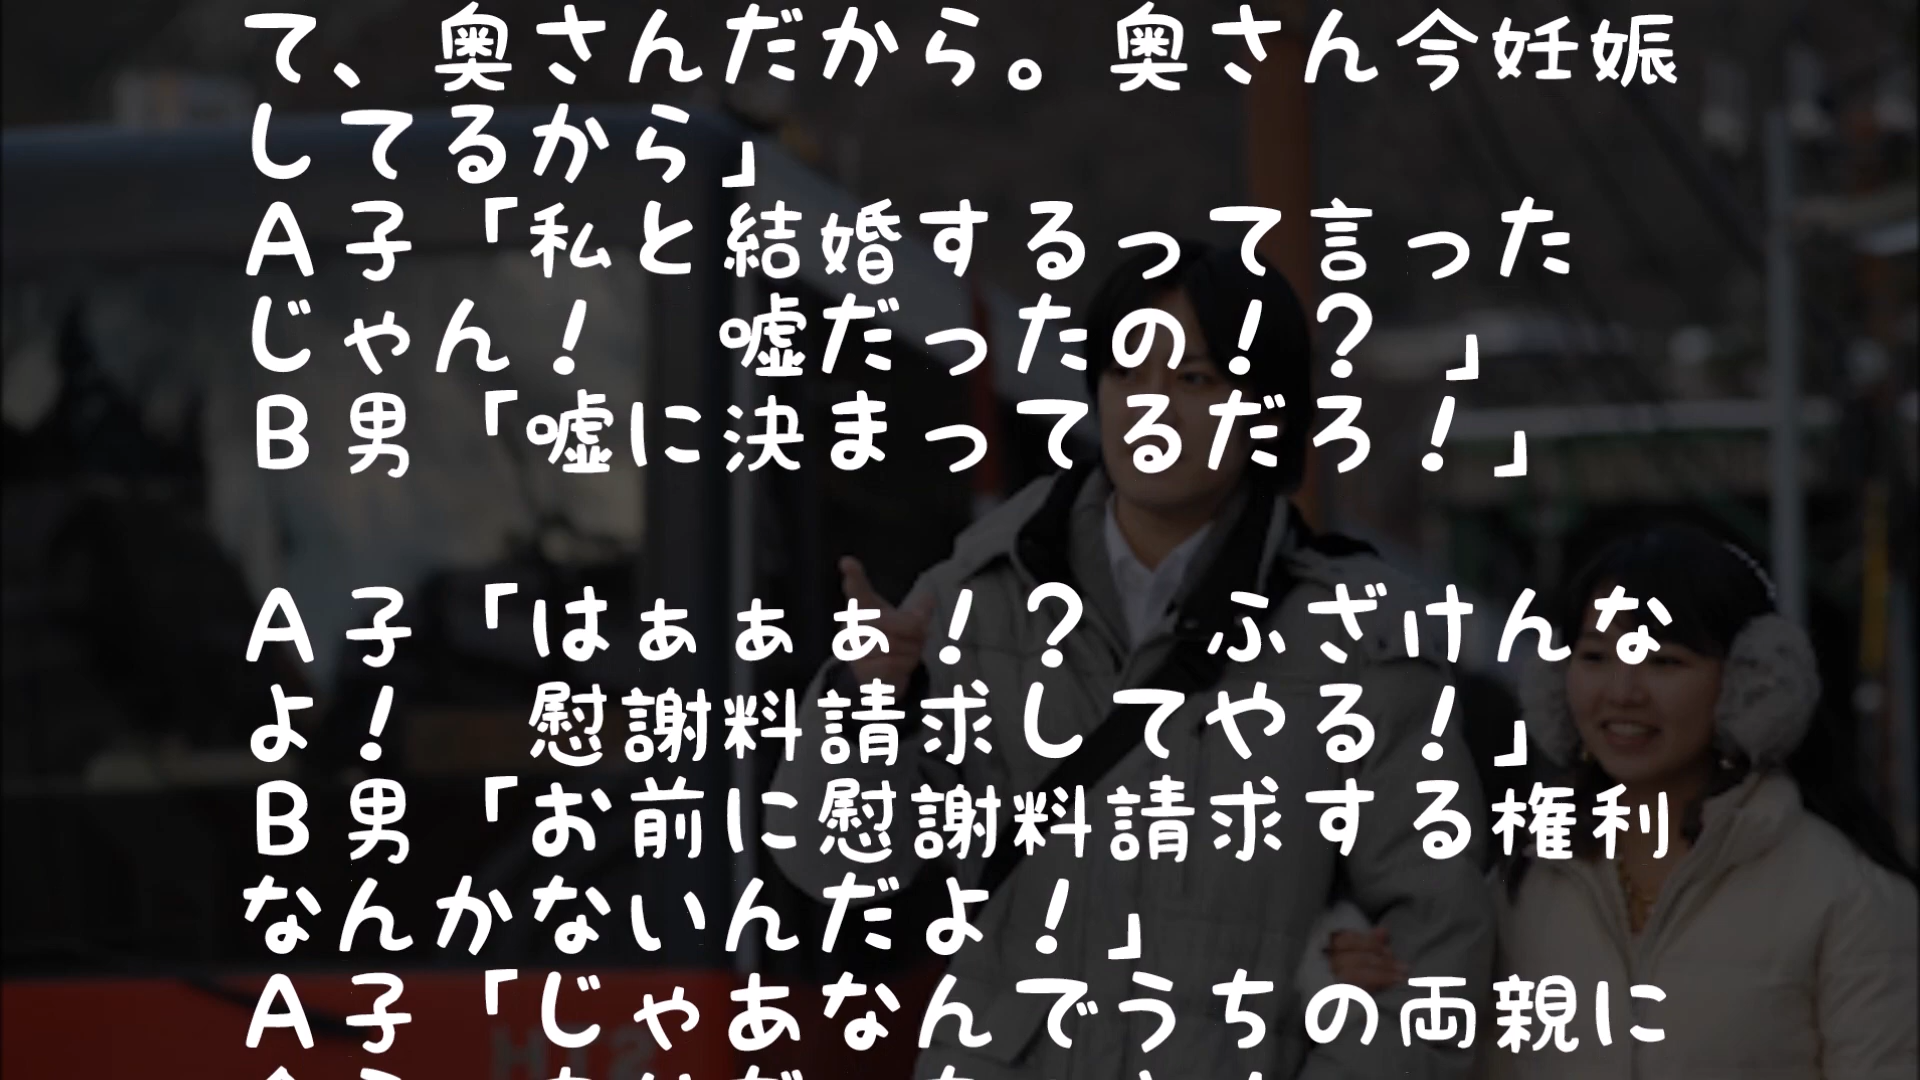 て、奥さんだから。奥さん今妊娠
してるから」
Ａ子「私と結婚するって言った
じゃん！　嘘だったの！？」
Ｂ男「嘘に決まってるだろ！」
Ａ子「はぁぁぁ！？　ふざけんな
よ！　慰謝料請求してやる！」
Ｂ男「お前に慰謝料請求する権利
なんかないんだよ！」
Ａ子「じゃあなんでうちの両親に